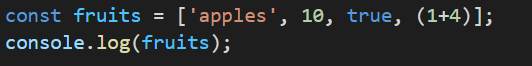 const fruits = ['apples', 10, true, (1+4)];
console.log(fruits);